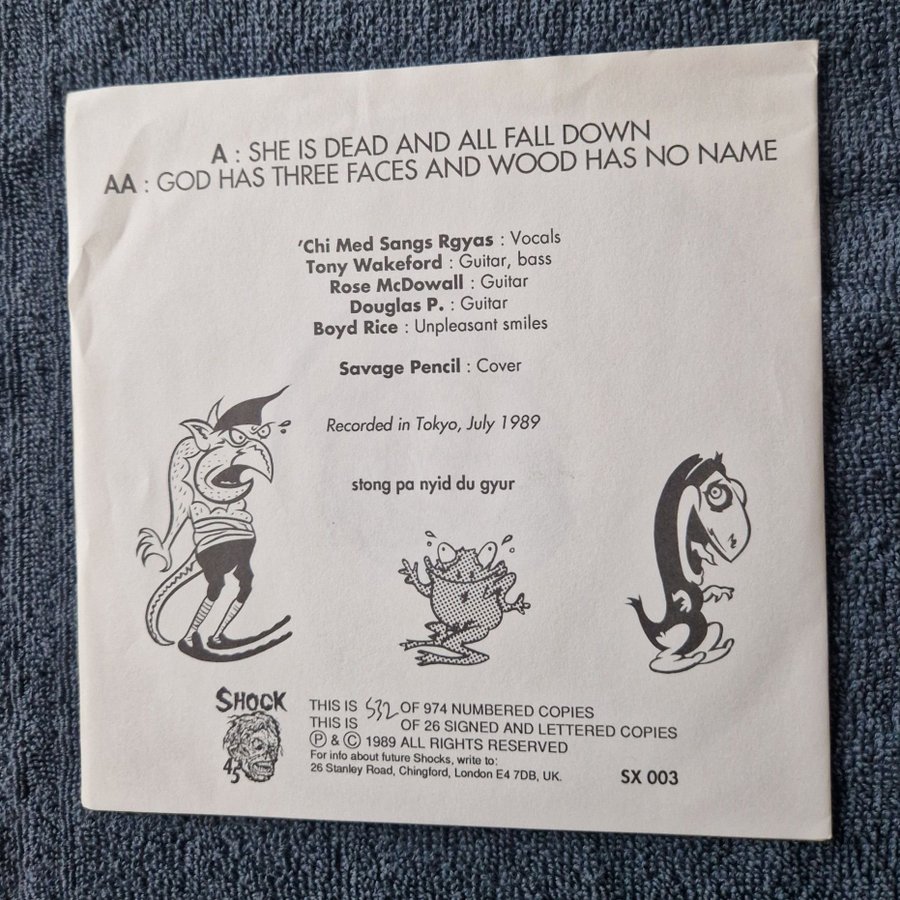 A : SHE IS DEAD AND ALL FALL DOWN
AA : GOD HAS THREE FACES AND WOOD HAS NO NAME
'Chi Med Sangs Rgyas : Vocals
Tony Wakeford : Guitar, bass
Rose McDowall : Guitar
Douglas P. : Guitar
Boyd Rice : Unpleasant smiles
Savage Pencil : Cover
Recorded in Tokyo, July 1989
stong pa nyid du gyur
SHOCK
45
THIS IS 532 OF 974 NUMBERED COPIES
THIS IS OF 26 SIGNED AND LETTERED COPIES
Ⓟ & © 1989 ALL RIGHTS RESERVED
For info about future Shocks, write to:
26 Stanley Road, Chingford, London E4 7DB, UK.
SX 003